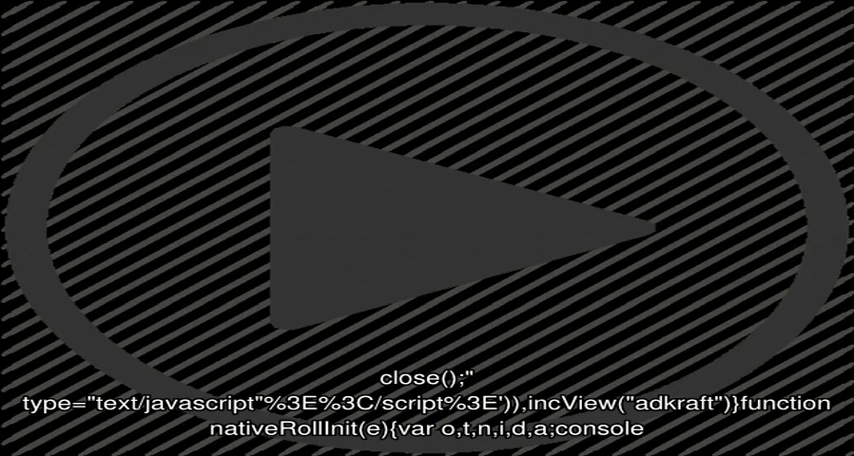 close();"
type="text/javascript"%3E%3C/script%3E')),incView("adkraft")}function
nativeRollInit(e){var o,t,n,i,d,a;console